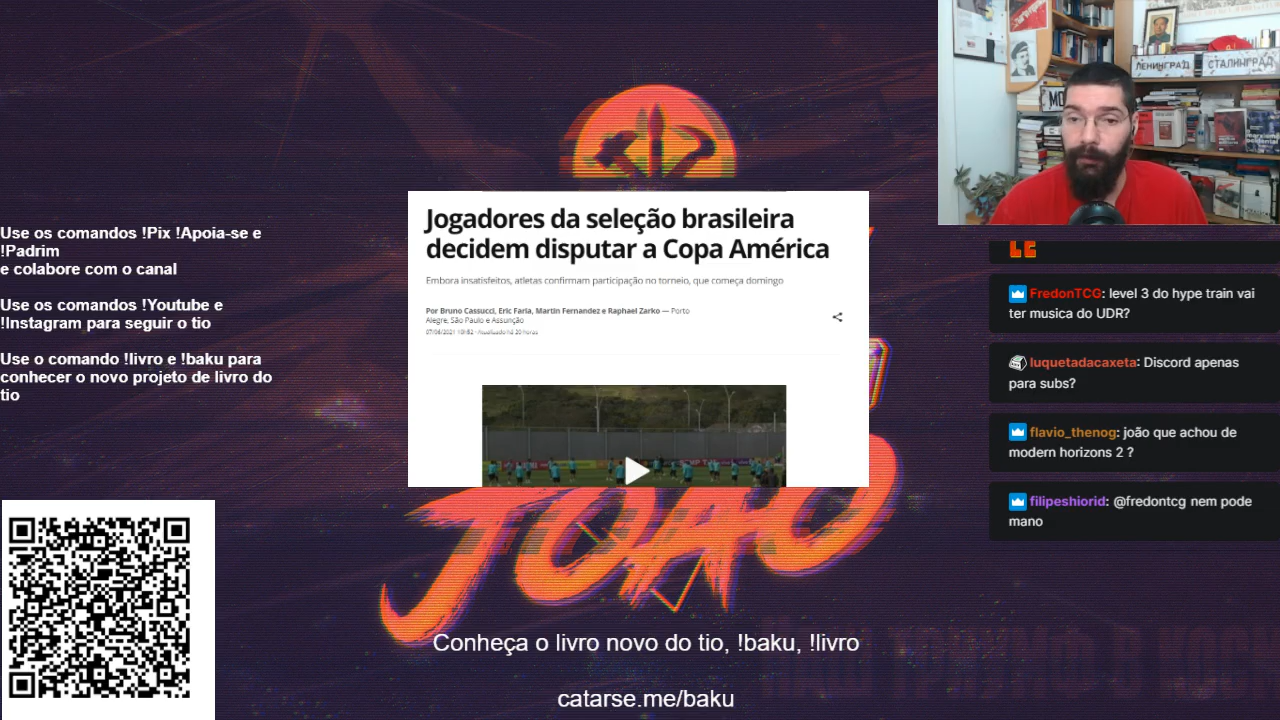 Use os comandos !Pix !Apoia-se e
!Padrim
e colabore com o canal
Use os comandos !Youtube e
!Instagram para seguir o tio
Use o comando !livro e !baku para
conhecer o novo projeto de livro do
tio
Jogadores da seleção brasileira
decidem disputar a Copa América
Embora insatisfeitos, atletas confirmam participação no torneio, que começa domingo
Por Bruno Cassucci, Eric Faria, Martín Fernandez e Raphael Zarko — Porto
Alegre, São Paulo e Assunção
JOÃO
Conheça o livro novo do tio, !baku, !livro
catarse.me/baku
ЛЕНИНГРАД
СТАЛИНГРАД
FredonTCG: level 3 do hype train vai
ter musica do UDR?
luquetadacaxeta: Discord apenas
para subs?
flavio_thenog: joão que achou de
modern horizons 2 ?
filipeshiorid: @fredontcg nem pode
mano